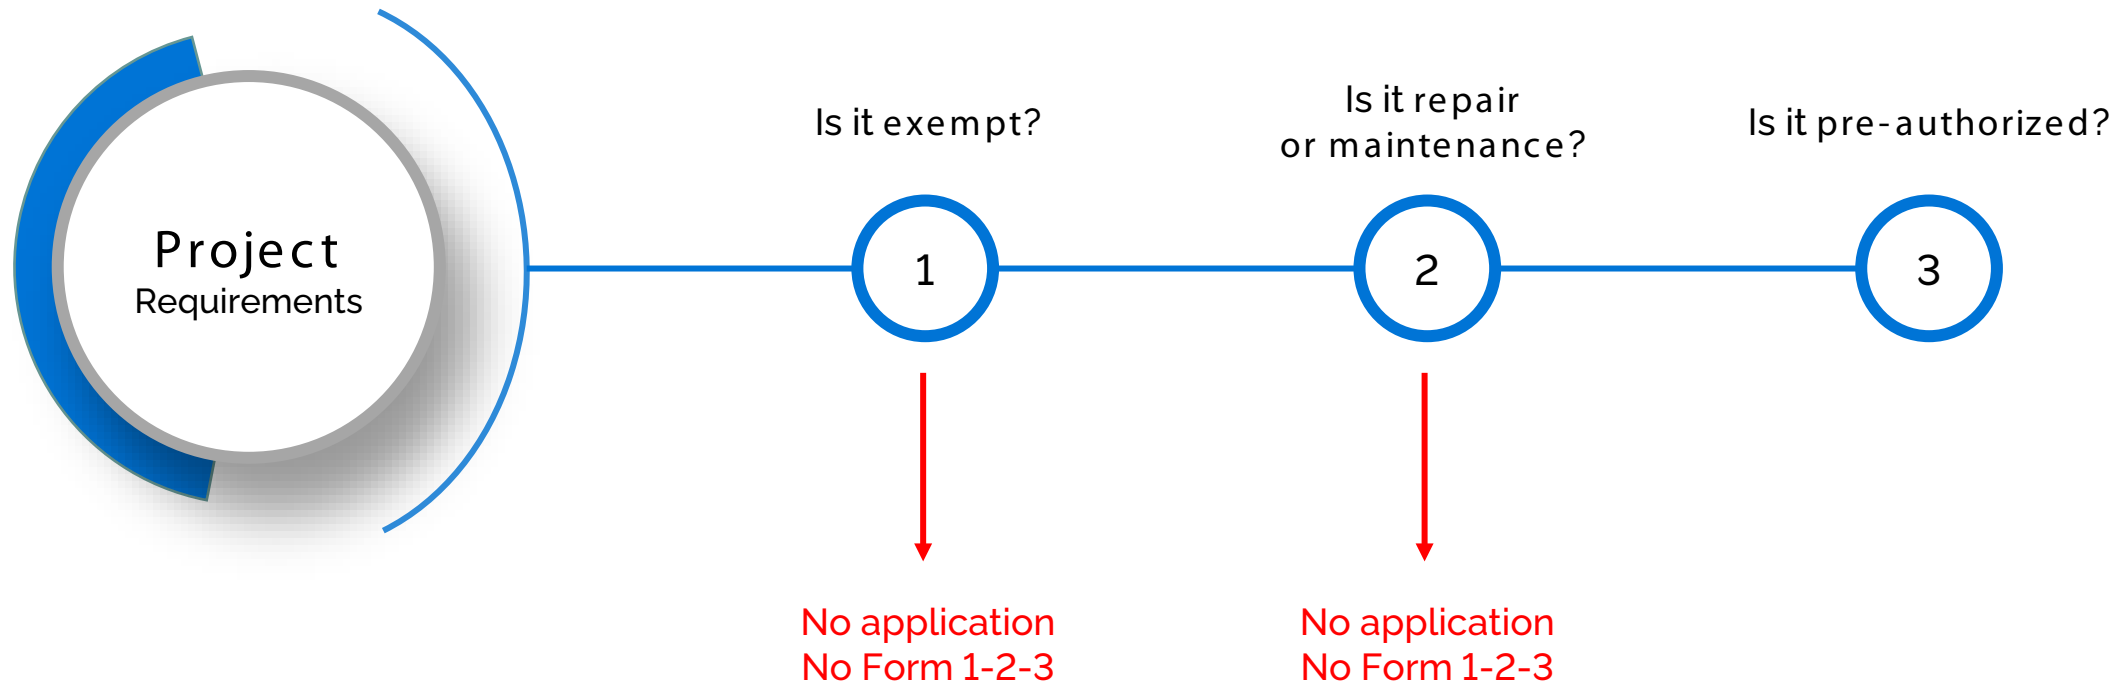 Project
Requirements
Is it exempt?
Is it repair
or maintenance?
Is it pre-authorized?
1
2
3
No application
No Form 1-2-3
No application
No Form 1-2-3